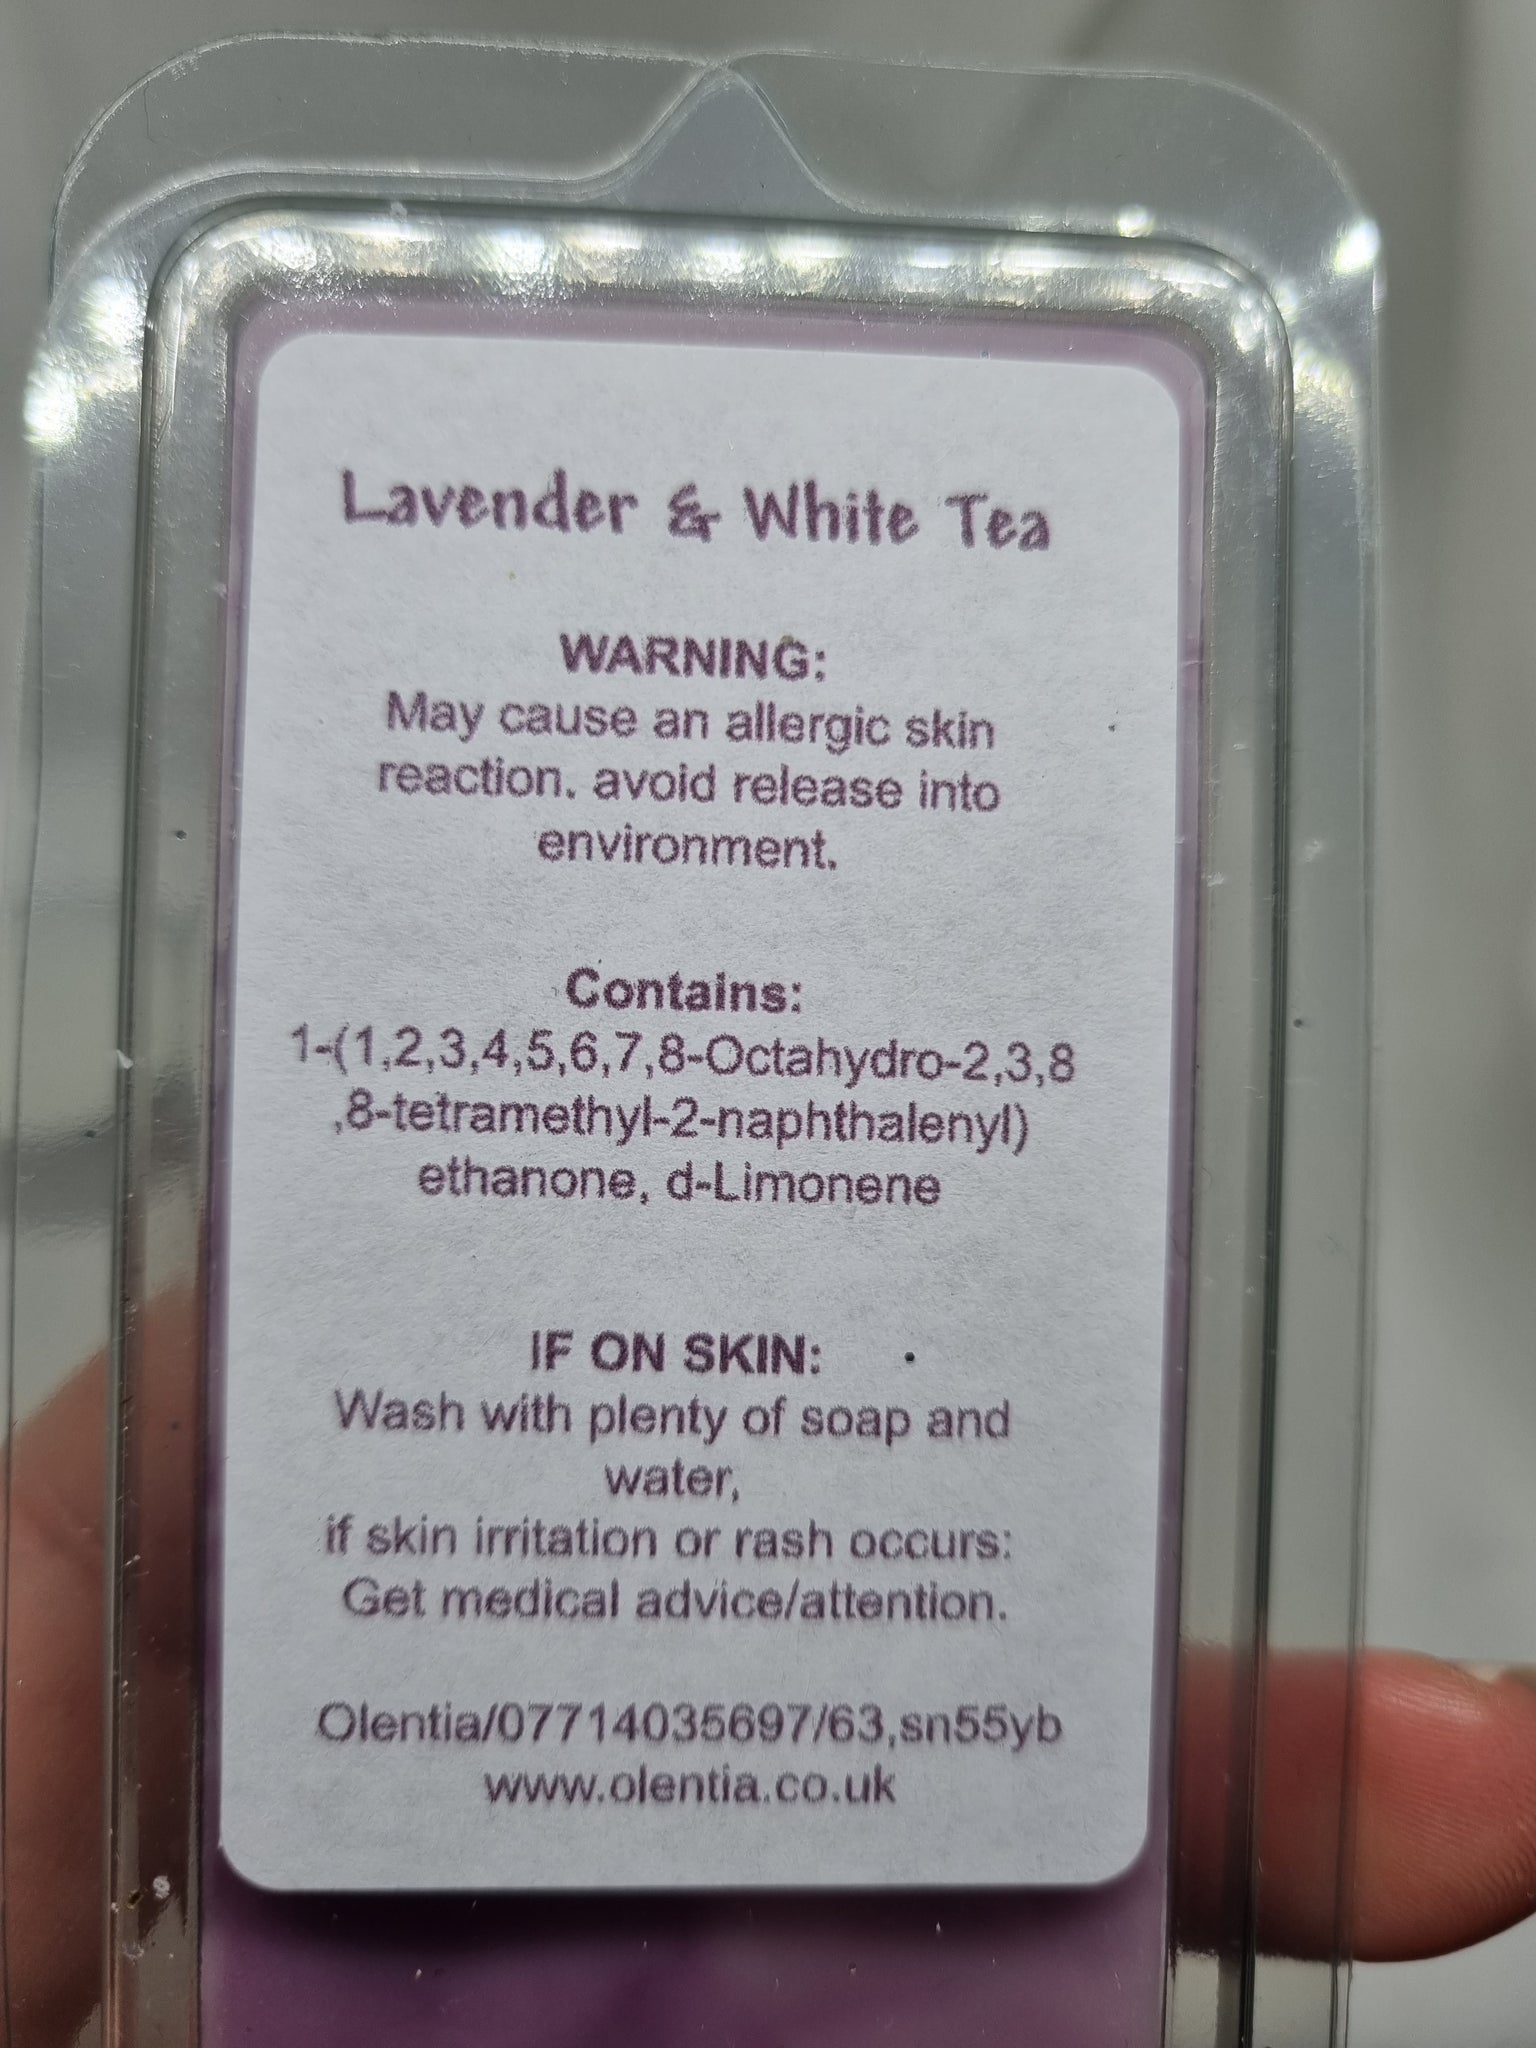 Lavender & White Tea
WARNING:
May cause an allergic skin
reaction. avoid release into
environment.
Contains:
1-(1,2,3,4,5,6,7,8-Octahydro-2,3,8
,8-tetramethyl-2-naphthalenyl)
ethanone, d-Limonene
IF ON SKIN:
Wash with plenty of soap and
water,
if skin irritation or rash occurs:
Get medical advice/attention.
Olentia/07714035697/63,sn55yb
www.olentia.co.uk